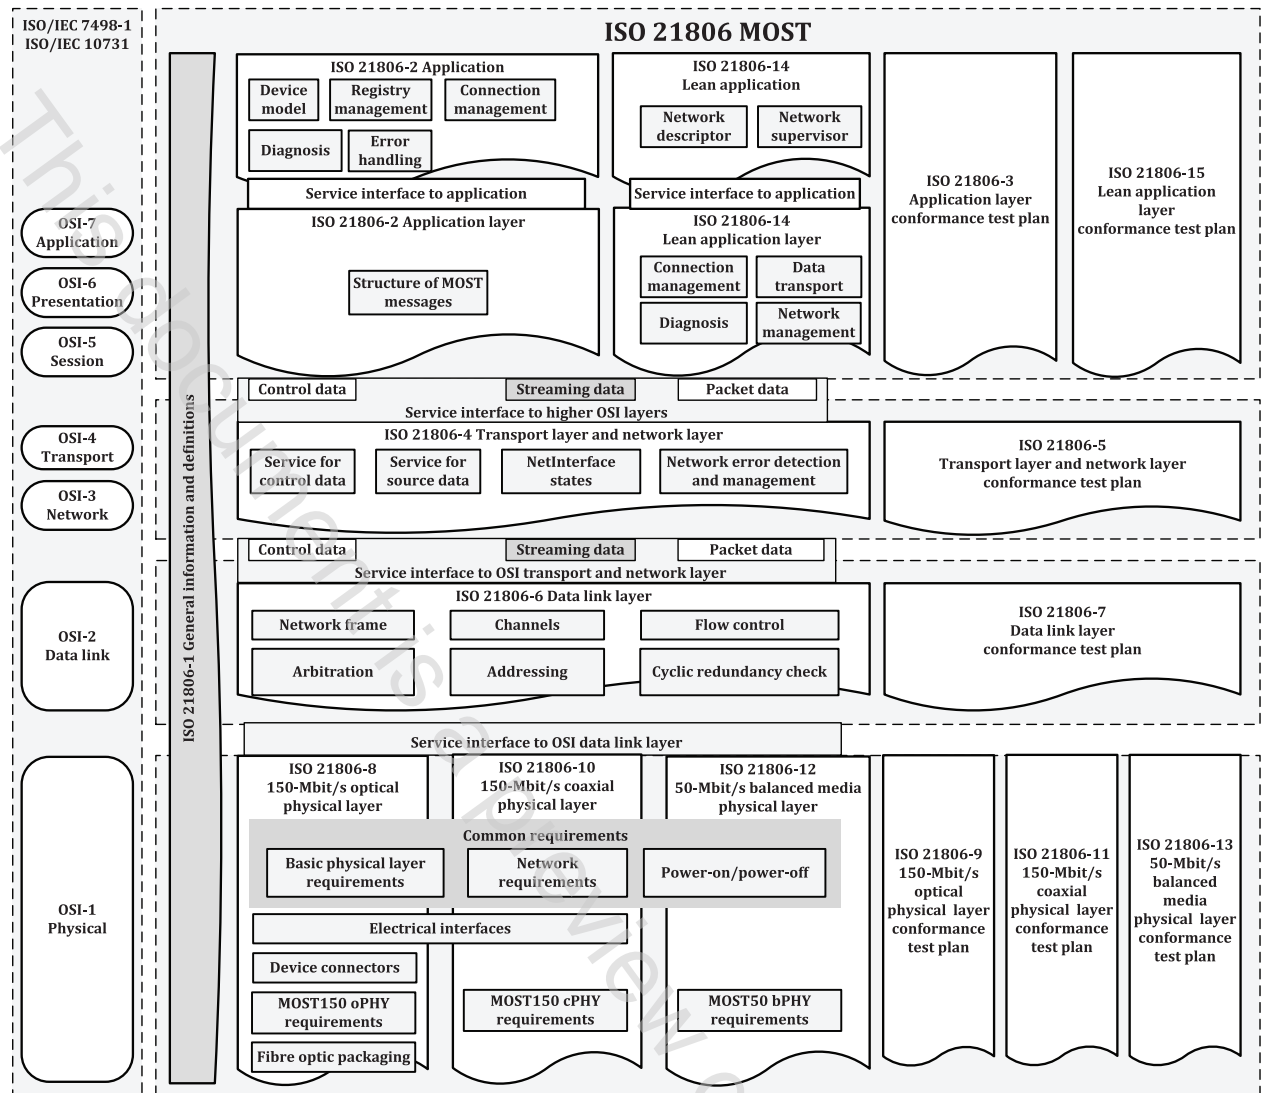 ISO/IEC 7498-1
ISO/IEC 10731
OSI-7
Application
OSI-6
Presentation
OSI-5
Session
OSI-4
Transport
OSI-3
Network
OSI-2
Data link
OSI-1
Physical
ISO 21806 MOST
ISO 21806-1 General information and definitions
ISO 21806-2 Application
Device
model
Registry
management
Connection
management
Diagnosis
Error
handling
Service interface to application
ISO 21806-2 Application layer
Structure of MOST
messages
ISO 21806-14
Lean application
Network
descriptor
Network
supervisor
Service interface to application
ISO 21806-14
Lean application layer
Connection
management
Data
transport
Diagnosis
Network
management
ISO 21806-3
Application layer
conformance test plan
ISO 21806-15
Lean application
layer
conformance test plan
Control data
Streaming data
Packet data
Service interface to higher OSI layers
ISO 21806-4 Transport layer and network layer
Service for
control data
Service for
source data
NetInterface
states
Network error detection
and management
ISO 21806-5
Transport layer and network layer
conformance test plan
Control data
Streaming data
Packet data
Service interface to OSI transport and network layer
ISO 21806-6 Data link layer
Network frame
Channels
Flow control
Arbitration
Addressing
Cyclic redundancy check
ISO 21806-7
Data link layer
conformance test plan
Service interface to OSI data link layer
ISO 21806-8
150-Mbit/s optical
physical layer
ISO 21806-10
150-Mbit/s coaxial
physical layer
ISO 21806-12
50-Mbit/s balanced media
physical layer
Common requirements
Basic physical layer
requirements
Network
requirements
Power-on/power-off
Electrical interfaces
Device connectors
MOST150 oPHY
requirements
MOST150 cPHY
requirements
MOST50 bPHY
requirements
Fibre optic packaging
ISO 21806-9
150-Mbit/s
optical
physical layer
conformance
test plan
ISO 21806-11
150-Mbit/s
coaxial
physical layer
conformance
test plan
ISO 21806-13
50-Mbit/s
balanced
media
physical layer
conformance
test plan
This document is a preview